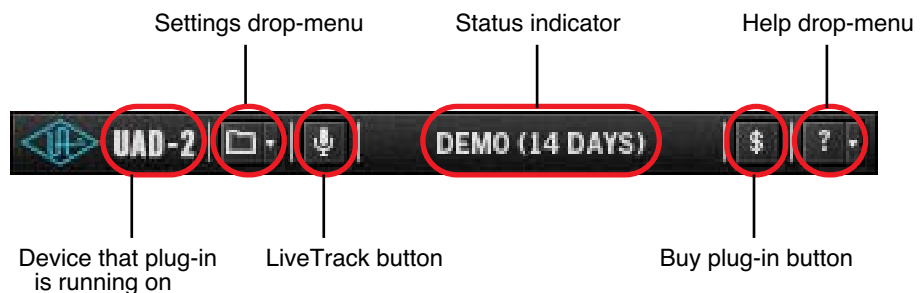 Settings drop-menu
Status indicator
Help drop-menu
UA
UAD-2
DEMO (14 DAYS)
$
?
Device that plug-in
is running on
LiveTrack button
Buy plug-in button